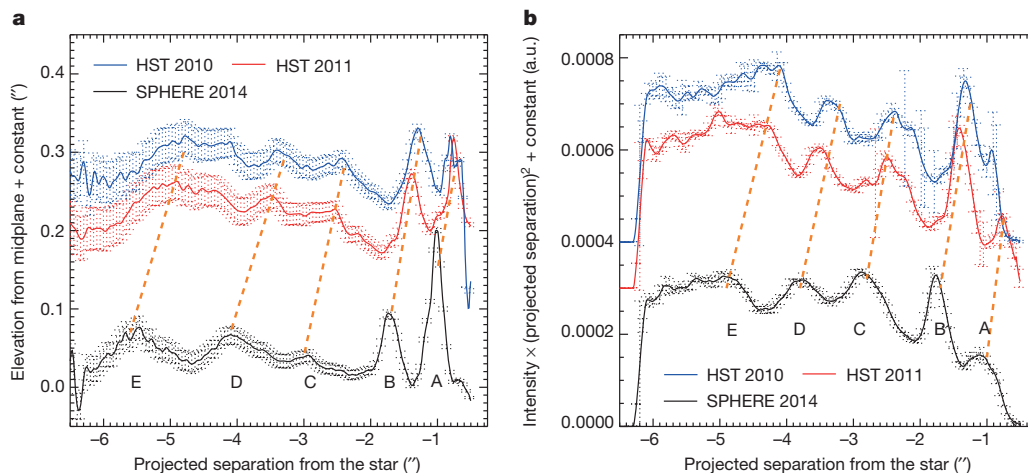 a
HST 2010 HST 2011
SPHERE 2014
0.4
0.3
0.2
0.1
0.0
Elevation from midplane + constant (″)
E D C B A
−6 −5 −4 −3 −2 −1
Projected separation from the star (″)
b
0.0008
0.0006
0.0004
0.0002
0.0000
Intensity × (projected separation)² + constant (a.u.)
E D C B A
HST 2010 HST 2011
SPHERE 2014
−6 −5 −4 −3 −2 −1
Projected separation from the star (″)